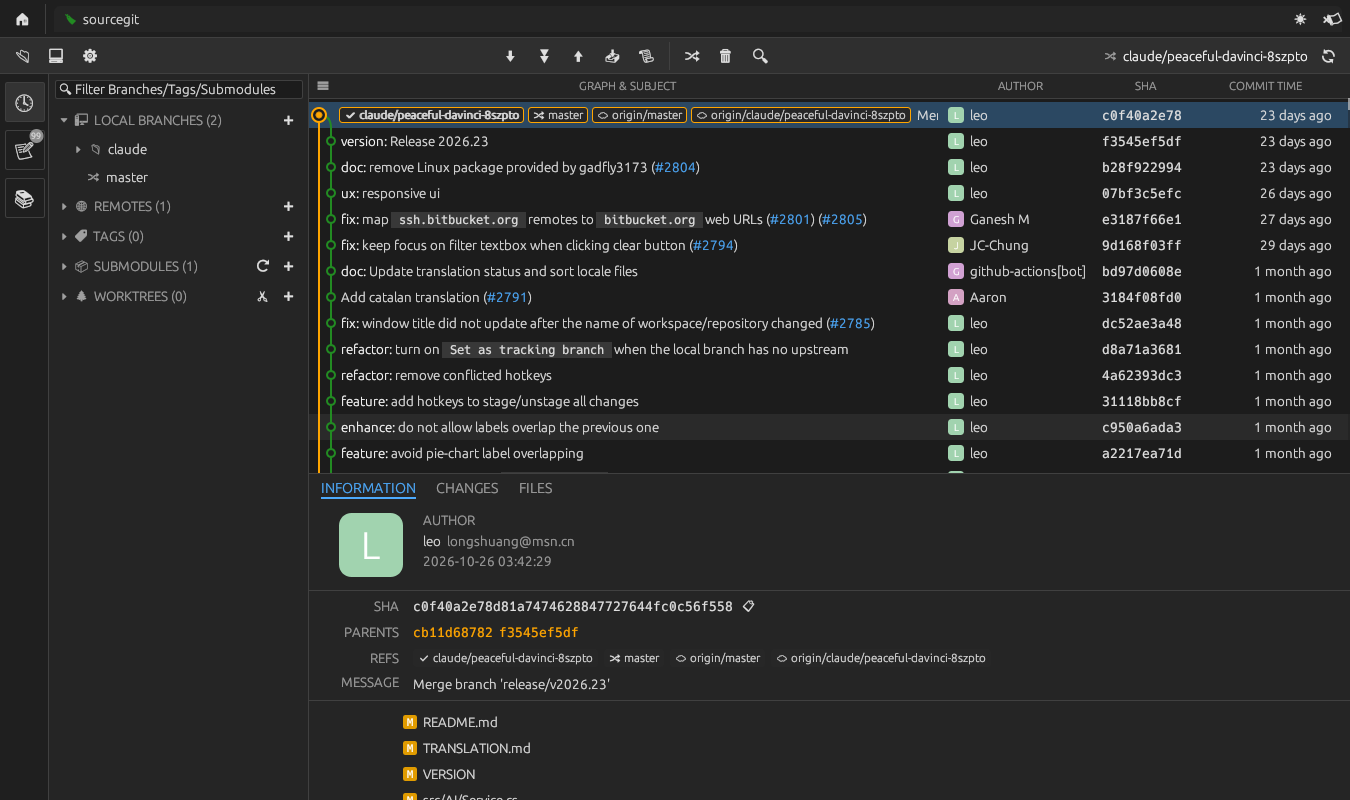 sourcegit
claude/peaceful-davinci-8szpto
Filter Branches/Tags/Submodules
GRAPH & SUBJECT AUTHOR SHA COMMIT TIME
LOCAL BRANCHES (2)
claude
master
REMOTES (1)
TAGS (0)
SUBMODULES (1)
WORKTREES (0)
99
claude/peaceful-davinci-8szpto master origin/master origin/claude/peaceful-davinci-8szpto Mer L leo c0f40a2e78 23 days ago
version: Release 2026.23 L leo f3545ef5df 23 days ago
doc: remove Linux package provided by gadfly3173 (#2804) L leo b28f922994 23 days ago
ux: responsive ui L leo 07bf3c5efc 26 days ago
fix: map ssh.bitbucket.org remotes to bitbucket.org web URLs (#2801) (#2805) G Ganesh M e3187f66e1 27 days ago
fix: keep focus on filter textbox when clicking clear button (#2794) J JC-Chung 9d168f03ff 29 days ago
doc: Update translation status and sort locale files G github-actions[bot] bd97d0608e 1 month ago
Add catalan translation (#2791) A Aaron 3184f08fd0 1 month ago
fix: window title did not update after the name of workspace/repository changed (#2785) L leo dc52ae3a48 1 month ago
refactor: turn on Set as tracking branch when the local branch has no upstream L leo d8a71a3681 1 month ago
refactor: remove conflicted hotkeys L leo 4a62393dc3 1 month ago
feature: add hotkeys to stage/unstage all changes L leo 31118bb8cf 1 month ago
enhance: do not allow labels overlap the previous one L leo c950a6ada3 1 month ago
feature: avoid pie-chart label overlapping L leo a2217ea71d 1 month ago
INFORMATION CHANGES FILES
L
AUTHOR
leo longshuang@msn.cn
2026-10-26 03:42:29
SHA c0f40a2e78d81a7474628847727644fc0c56f558
PARENTS cb11d68782 f3545ef5df
REFS claude/peaceful-davinci-8szpto master origin/master origin/claude/peaceful-davinci-8szpto
MESSAGE Merge branch 'release/v2026.23'
M README.md
M TRANSLATION.md
M VERSION
M src/AI/Service.cs